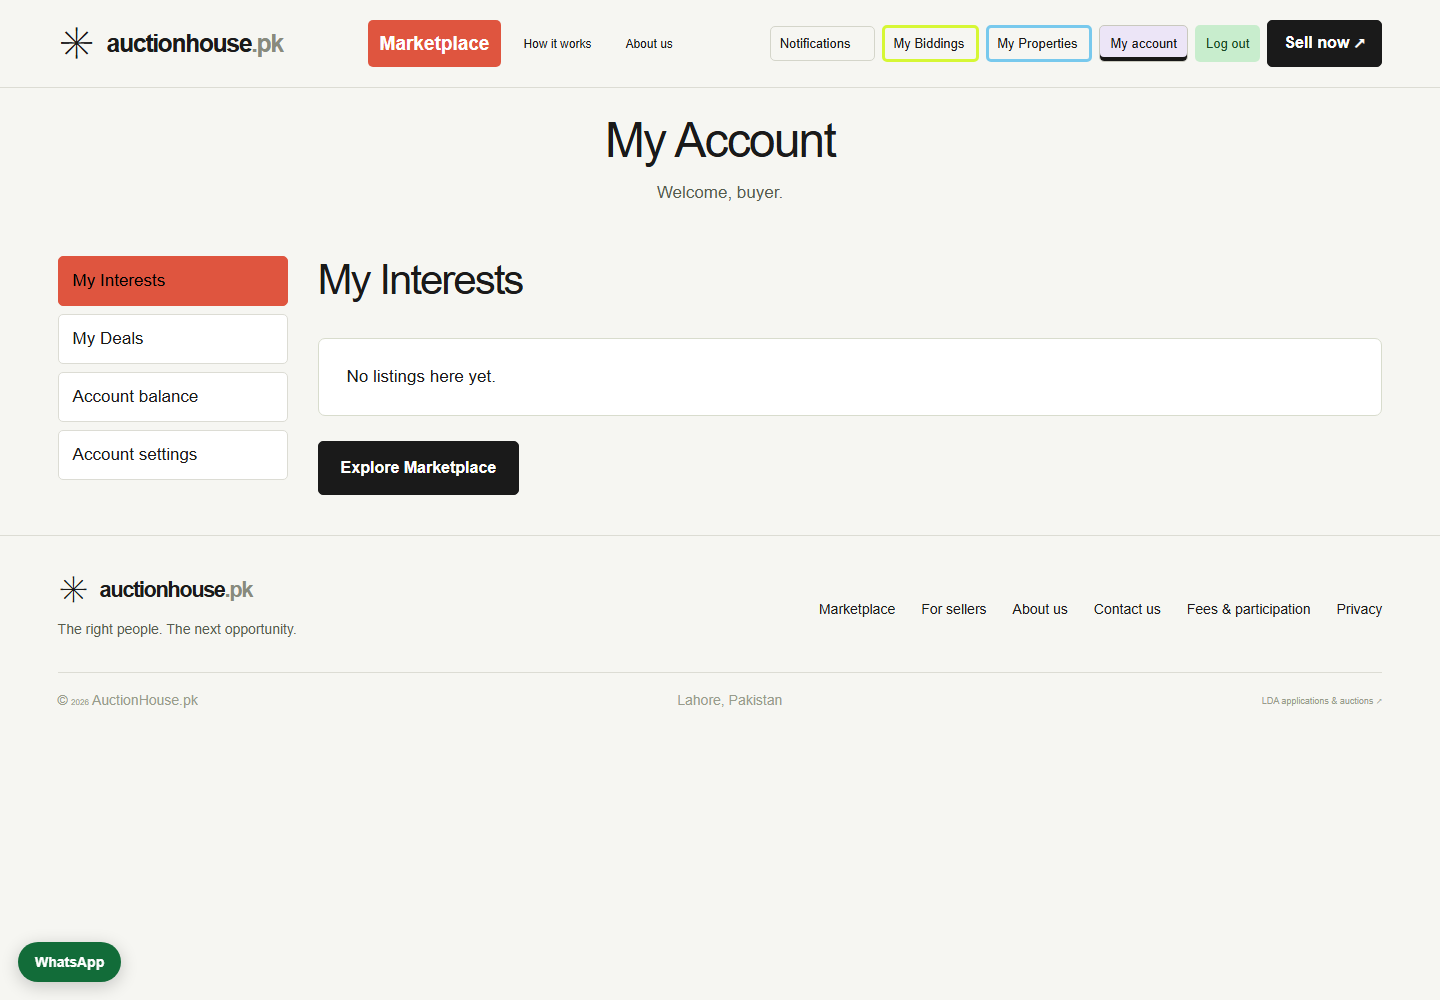 auctionhouse.pk
Marketplace
How it works
About us
Notifications
My Biddings
My Properties
My account
Log out
Sell now ↗
My Account
Welcome, buyer.
My Interests
My Deals
Account balance
Account settings
My Interests
No listings here yet.
Explore Marketplace
auctionhouse.pk
The right people. The next opportunity.
Marketplace
For sellers
About us
Contact us
Fees & participation
Privacy
© 2026 AuctionHouse.pk
Lahore, Pakistan
LDA applications & auctions ↗
WhatsApp